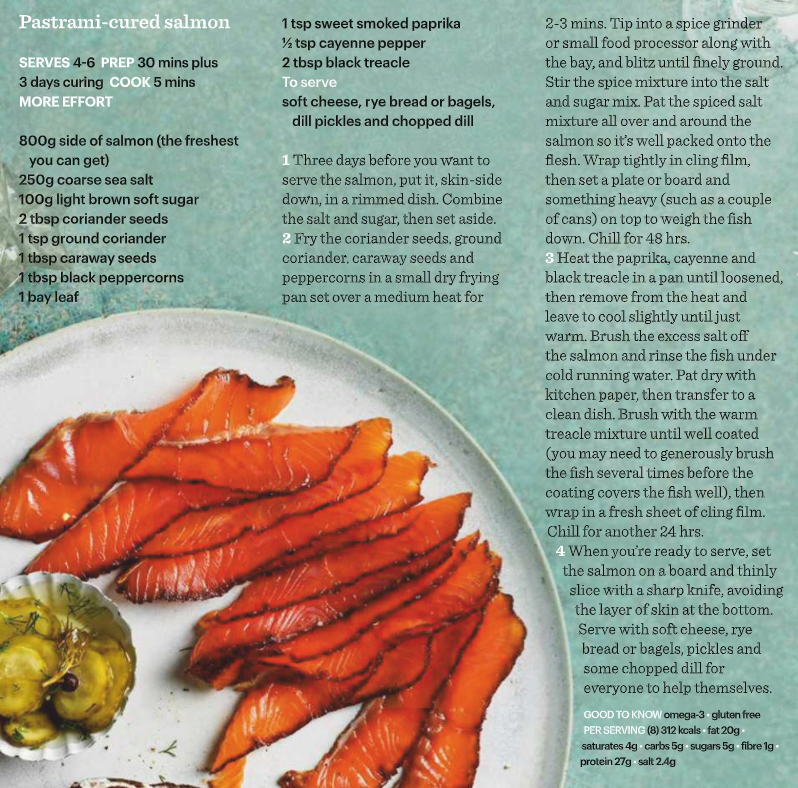 Pastrami-cured salmon
SERVES 4-6 PREP 30 mins plus
3 days curing COOK 5 mins
MORE EFFORT
800g side of salmon (the freshest
you can get)
250g coarse sea salt
100g light brown soft sugar
2 tbsp coriander seeds
1 tsp ground coriander
1 tbsp caraway seeds
1 tbsp black peppercorns
1 bay leaf
1 tsp sweet smoked paprika
½ tsp cayenne pepper
2 tbsp black treacle
To serve
soft cheese, rye bread or bagels,
dill pickles and chopped dill
1 Three days before you want to
serve the salmon, put it, skin-side
down, in a rimmed dish. Combine
the salt and sugar, then set aside.
2 Fry the coriander seeds, ground
coriander, caraway seeds and
peppercorns in a small dry frying
pan set over a medium heat for
2-3 mins. Tip into a spice grinder
or small food processor along with
the bay, and blitz until finely ground.
Stir the spice mixture into the salt
and sugar mix. Pat the spiced salt
mixture all over and around the
salmon so it's well packed onto the
flesh. Wrap tightly in cling film,
then set a plate or board and
something heavy (such as a couple
of cans) on top to weigh the fish
down. Chill for 48 hrs.
3 Heat the paprika, cayenne and
black treacle in a pan until loosened,
then remove from the heat and
leave to cool slightly until just
warm. Brush the excess salt off
the salmon and rinse the fish under
cold running water. Pat dry with
kitchen paper, then transfer to a
clean dish. Brush with the warm
treacle mixture until well coated
(you may need to generously brush
the fish several times before the
coating covers the fish well), then
wrap in a fresh sheet of cling film.
Chill for another 24 hrs.
4 When you're ready to serve, set
the salmon on a board and thinly
slice with a sharp knife, avoiding
the layer of skin at the bottom.
Serve with soft cheese, rye
bread or bagels, pickles and
some chopped dill for
everyone to help themselves.
GOOD TO KNOW omega-3 • gluten free
PER SERVING (8) 312 kcals • fat 20g •
saturates 4g • carbs 5g • sugars 5g • fibre 1g •
protein 27g • salt 2.4g